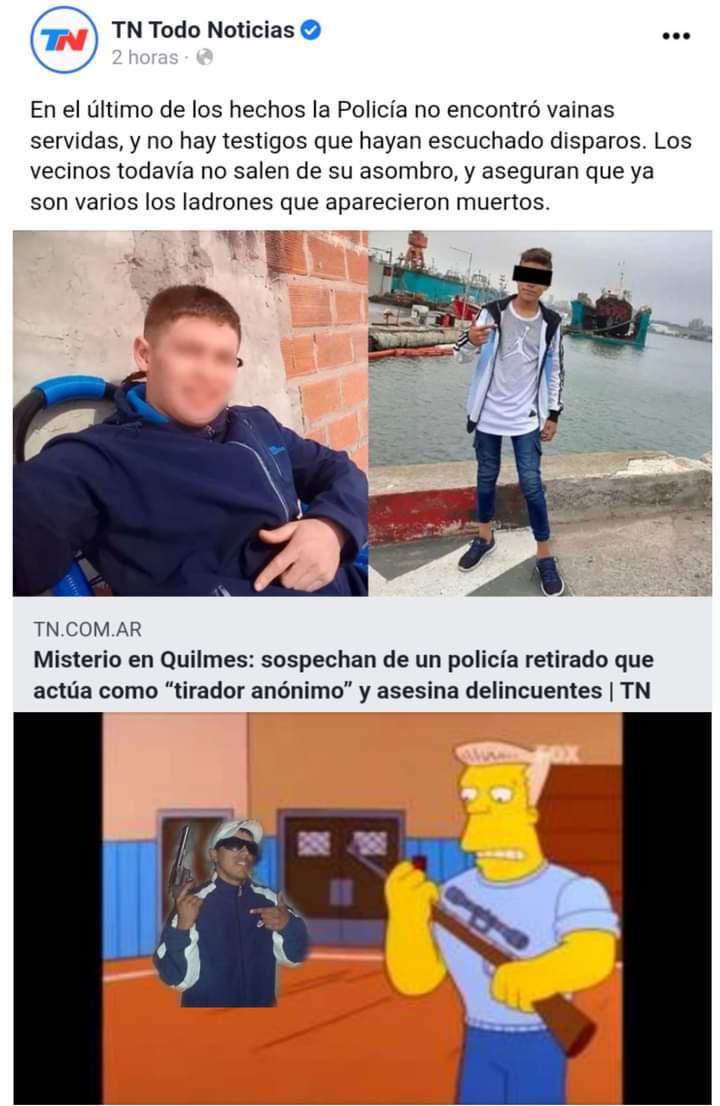 TN
TN Todo Noticias
2 horas ·
En el último de los hechos la Policía no encontró vainas
servidas, y no hay testigos que hayan escuchado disparos. Los
vecinos todavía no salen de su asombro, y aseguran que ya
son varios los ladrones que aparecieron muertos.
TN.COM.AR
Misterio en Quilmes: sospechan de un policía retirado que
actúa como “tirador anónimo” y asesina delincuentes | TN
FOX